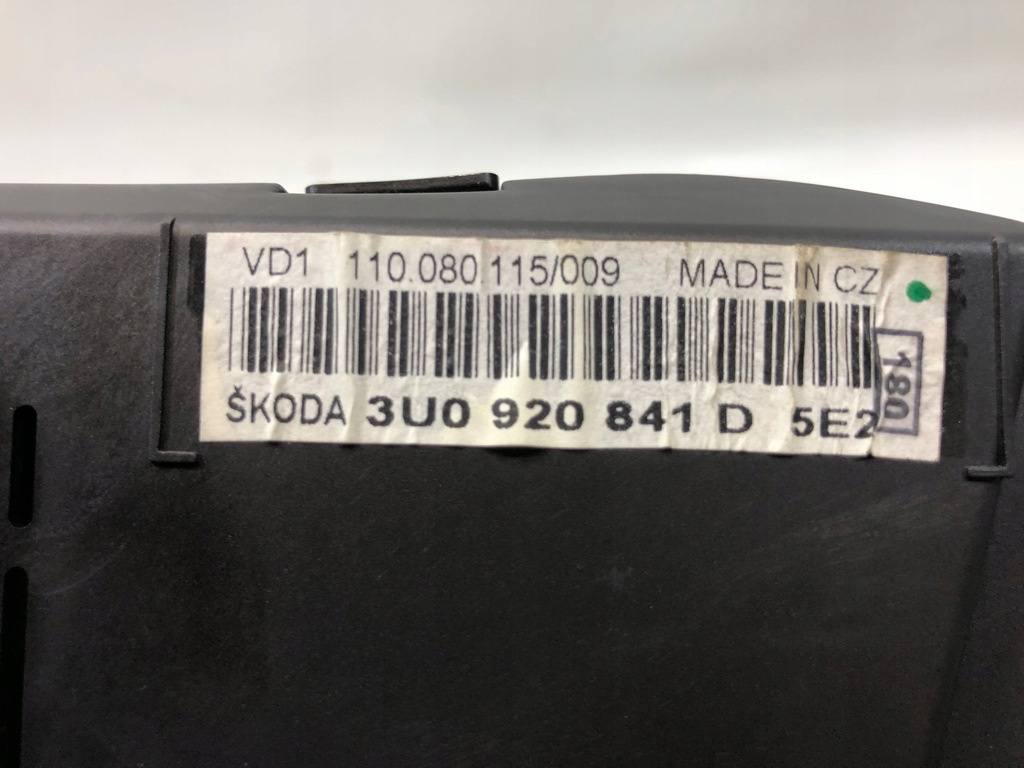 VD1 110.080 115/009 MADE IN CZ
ŠKODA 3U0 920 841 D 5E2
180